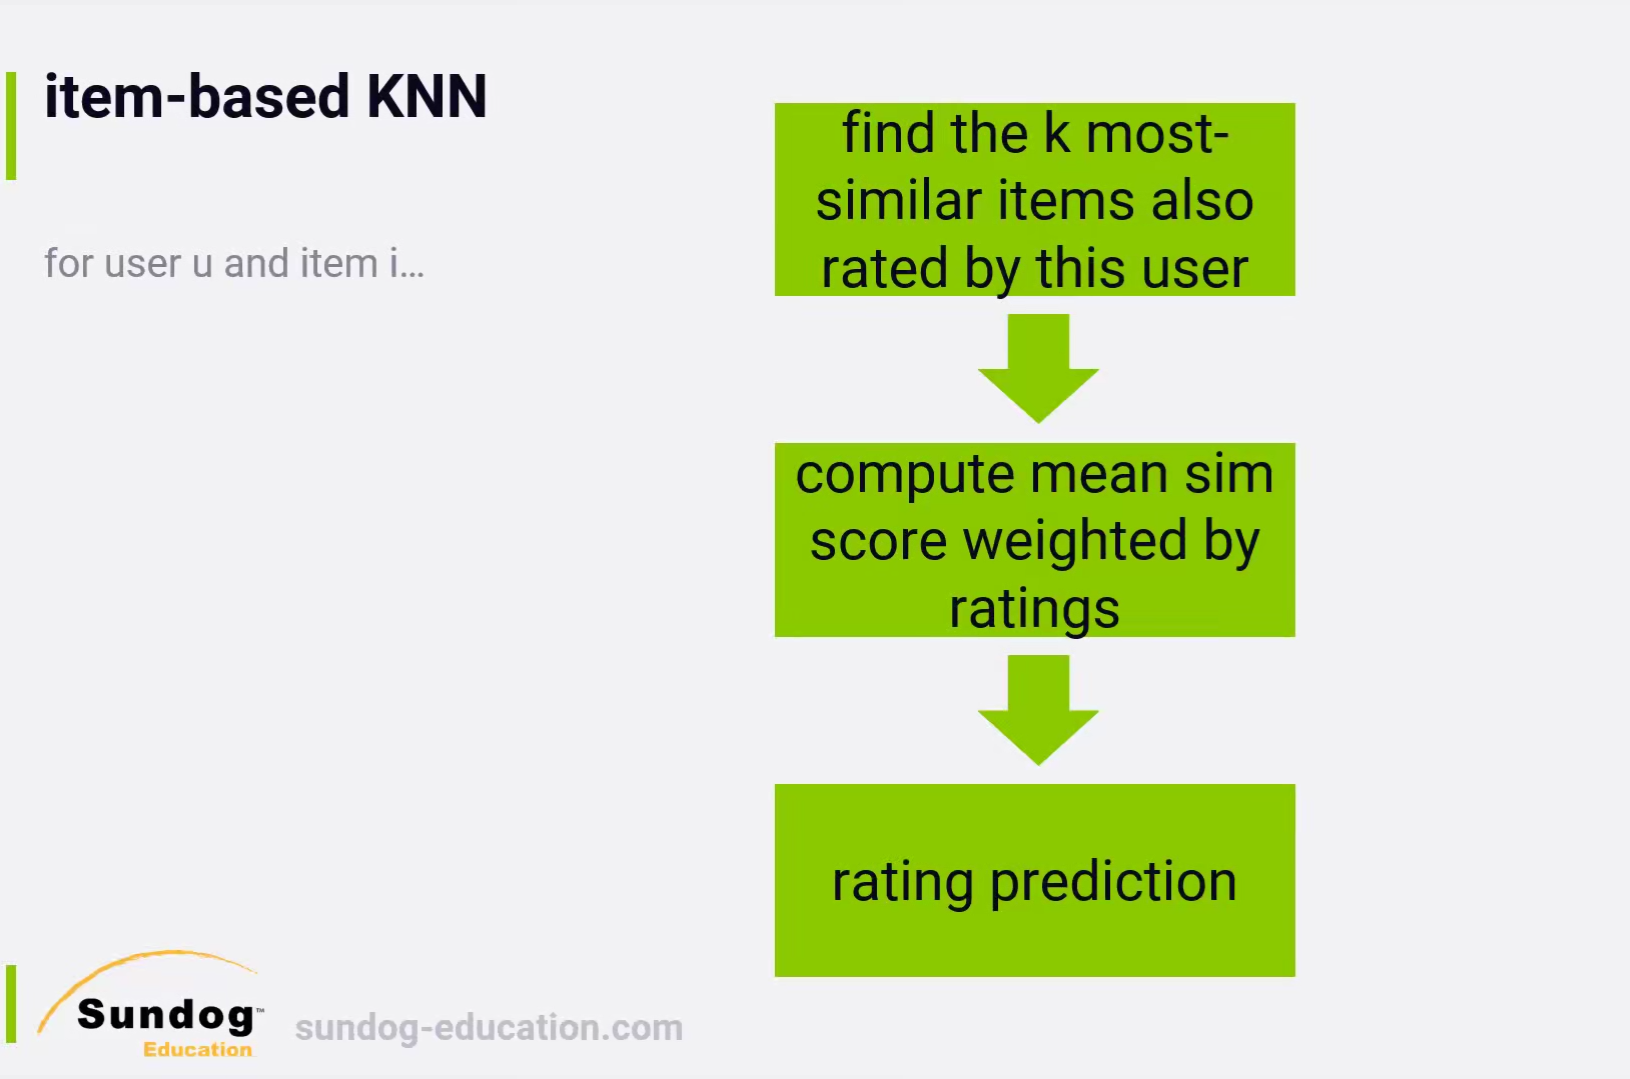 item-based KNN
for user u and item i...
find the k most-
similar items also
rated by this user
compute mean sim
score weighted by
ratings
rating prediction
Sundog™
Education
sundog-education.com